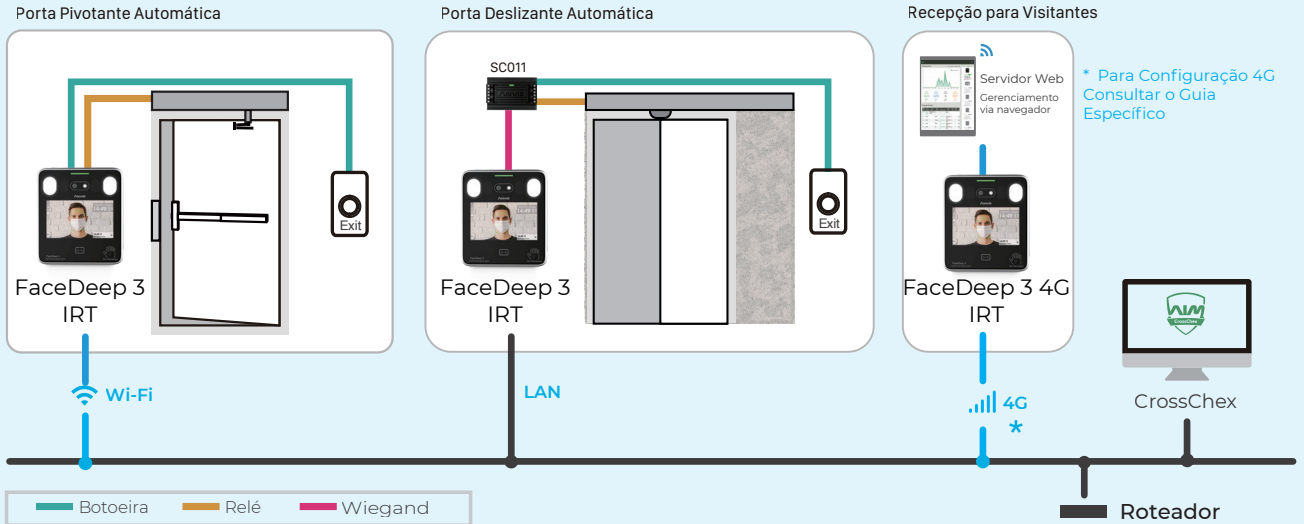 Porta Pivotante Automática
Exit
FaceDeep 3
IRT
Wi-Fi
Porta Deslizante Automática
SC011
Exit
FaceDeep 3
IRT
LAN
Recepção para Visitantes
Servidor Web
Gerenciamento
via navegador
* Para Configuração 4G
Consultar o Guia
Específico
FaceDeep 3 4G
IRT
4G
*
CrossChex
CrossChex
Botoeira
Relé
Wiegand
Roteador